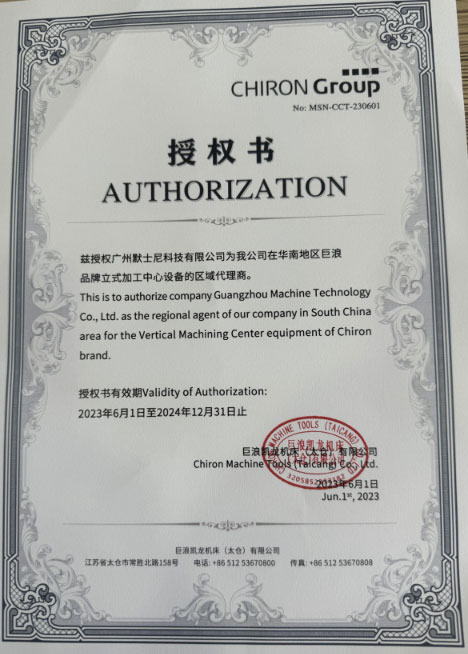 CHIRON Group
No: MSN-CCT-230601
授权书
AUTHORIZATION
兹授权广州默士尼科技有限公司为我公司在华南地区巨浪
品牌立式加工中心设备的区域代理商。
This is to authorize company Guangzhou Machine Technology
Co., Ltd. as the regional agent of our company in South China
area for the Vertical Machining Center equipment of Chiron
brand.
授权书有效期Validity of Authorization:
2023年6月1日至2024年12月31日止
巨浪凯龙机床（太仓）有限公司
Chiron Machine Tools (Taicang) Co., Ltd.
2023年6月1日
Jun.1st, 2023
MACHINE TOOLS (TAICANG)
巨浪凯龙机床
巨浪凯龙机床（太仓）有限公司
江苏省太仓市常胜北路158号 电话: +86 512 53670800 传真: +86 512 53670808